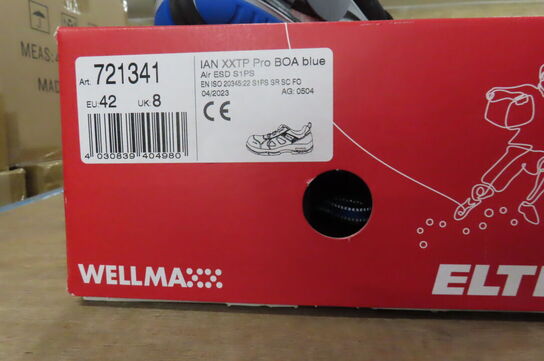 MEAS:
Art. 721341
EU: 42 UK: 8
4 030839 404980
IAN XXTP Pro BOA blue
Air ESD S1PS
EN ISO 20345:22 S1PS SR SC FO
04/2023 AG: 0504
CE
WELLMA
ELT